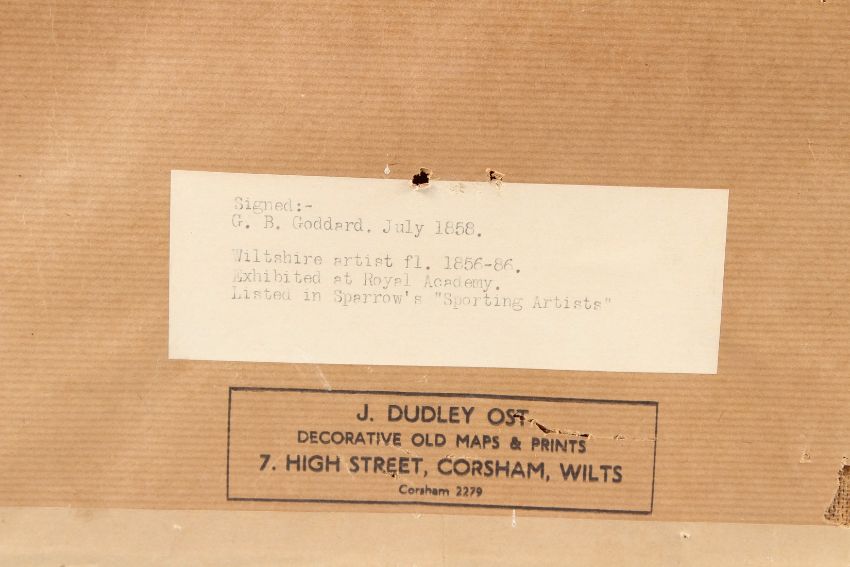 Signed:-
G. B. Goddard. July 1858.
Wiltshire artist fl. 1856-86.
Exhibited at Royal Academy.
Listed in Sparrow's "Sporting Artists"
J. DUDLEY OST
DECORATIVE OLD MAPS & PRINTS
7. HIGH STREET, CORSHAM, WILTS
Corsham 2279